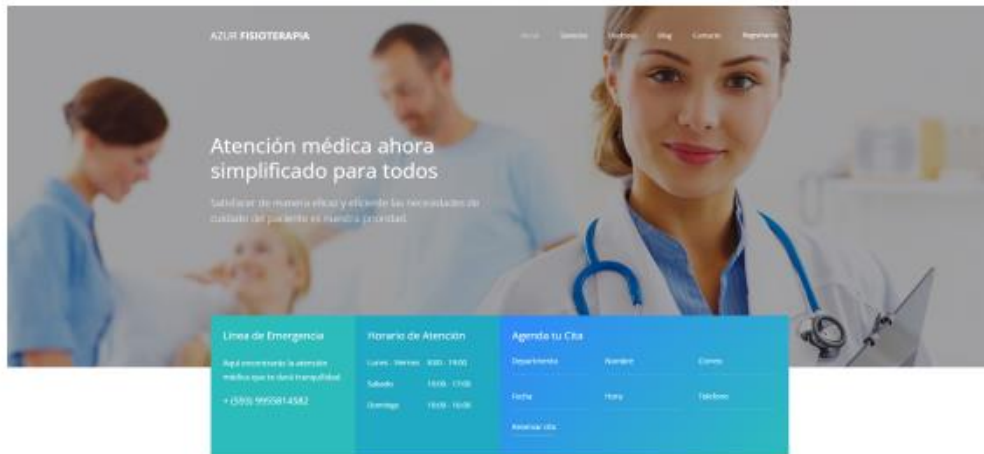 AZUR FISIOTERAPIA
Inicio Servicios Doctores Blog Contacto Registrarse
Atención médica ahora
simplificado para todos
Satisfacer de manera eficaz y eficiente las necesidades de
cuidado del paciente es nuestra prioridad.
Línea de Emergencia
Aquí encontrarás la atención
médica que te dará tranquilidad
+ (593) 9955814582
Horario de Atención
Lunes - Viernes 8:00 - 19:00
Sábado 10:00 - 17:00
Domingo 10:00 - 16:00
Agenda tu Cita
Departmento Nombre Correo
Fecha Hora Telefono
Reservar cita